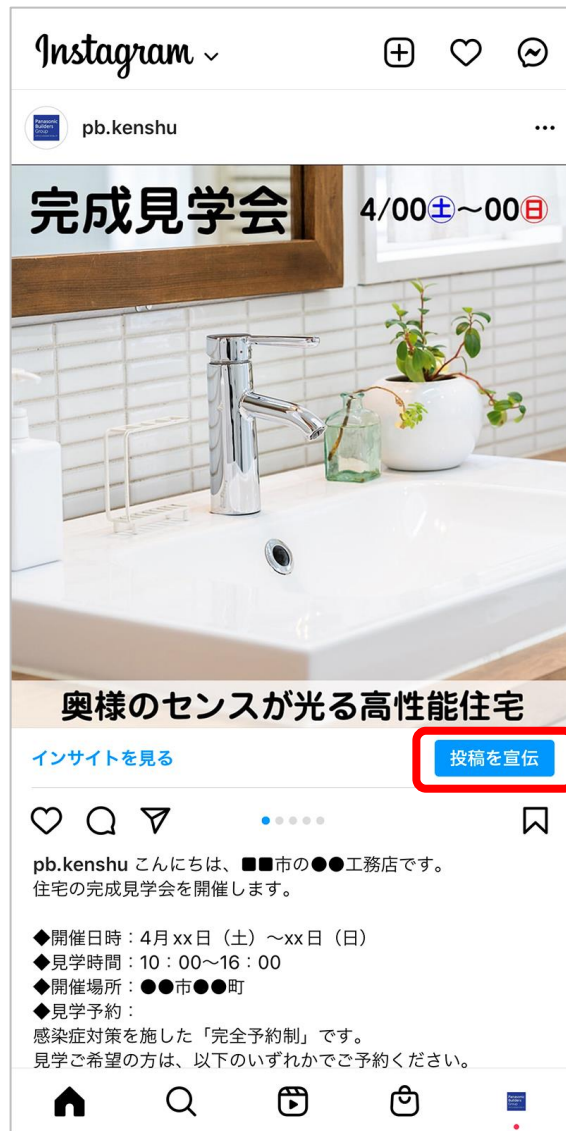 Instagram
pb.kenshu
完成見学会 4/00土〜00日
奥様のセンスが光る高性能住宅
インサイトを見る 投稿を宣伝
pb.kenshu こんにちは、■■市の●●工務店です。
住宅の完成見学会を開催します。
◆開催日時：4月xx日（土）〜xx日（日）
◆見学時間：10：00〜16：00
◆開催場所：●●市●●町
◆見学予約：
感染症対策を施した「完全予約制」です。
見学ご希望の方は、以下のいずれかでご予約ください。